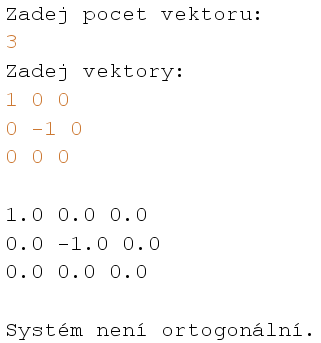 Zadej pocet vektoru:
3
Zadej vektory:
1 0 0
0 -1 0
0 0 0
1.0 0.0 0.0
0.0 -1.0 0.0
0.0 0.0 0.0
Systém není ortogonální.